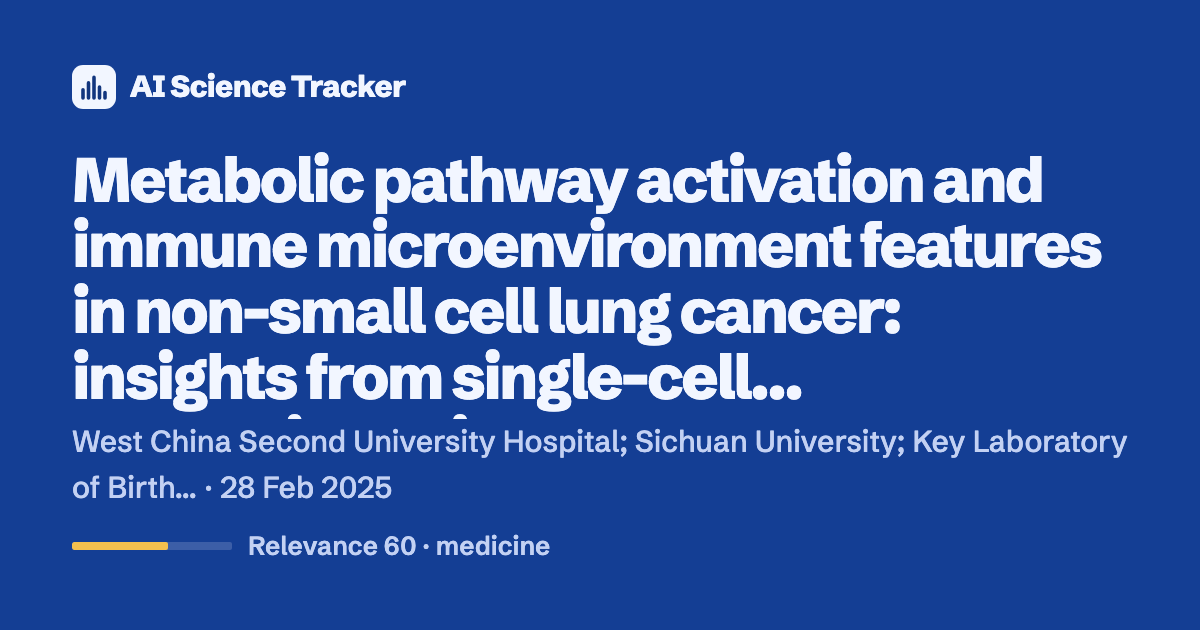 AI Science Tracker
Metabolic pathway activation and
immune microenvironment features
in non-small cell lung cancer:
insights from single-cell...
West China Second University Hospital; Sichuan University; Key Laboratory
of Birth... · 28 Feb 2025
Relevance 60 · medicine